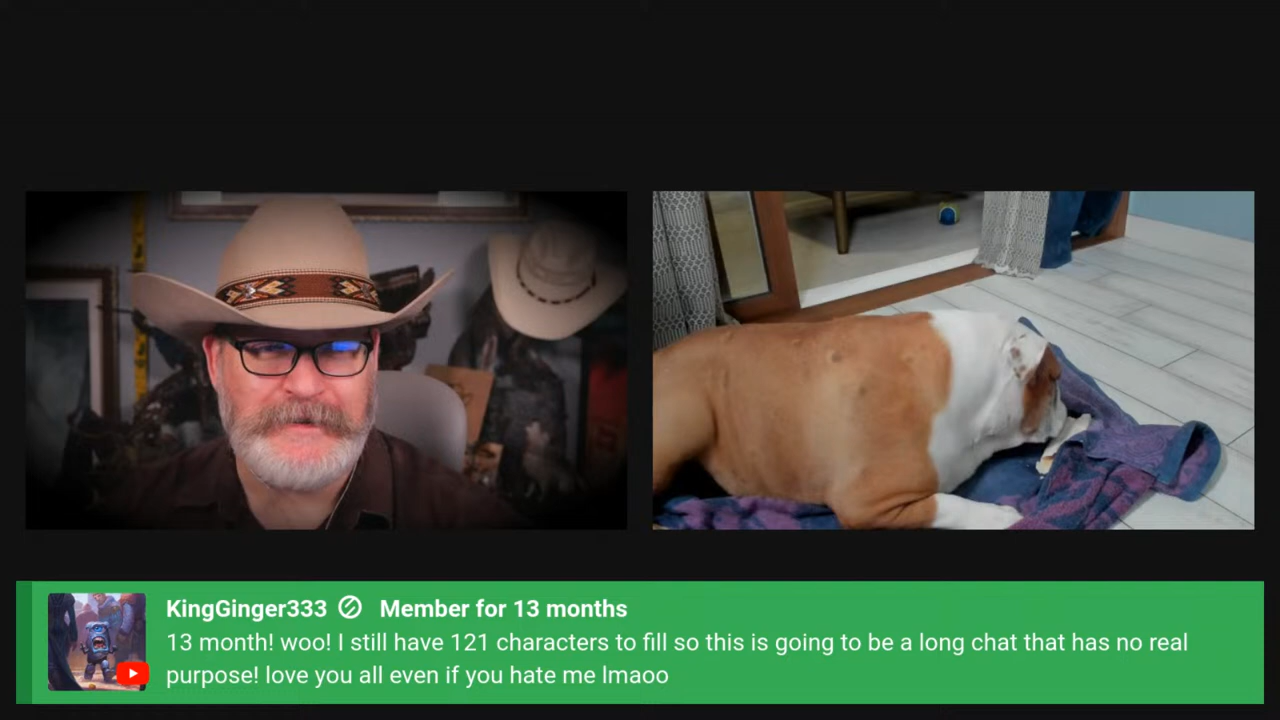 KingGinger333 Member for 13 months
13 month! woo! I still have 121 characters to fill so this is going to be a long chat that has no real
purpose! love you all even if you hate me lmaoo